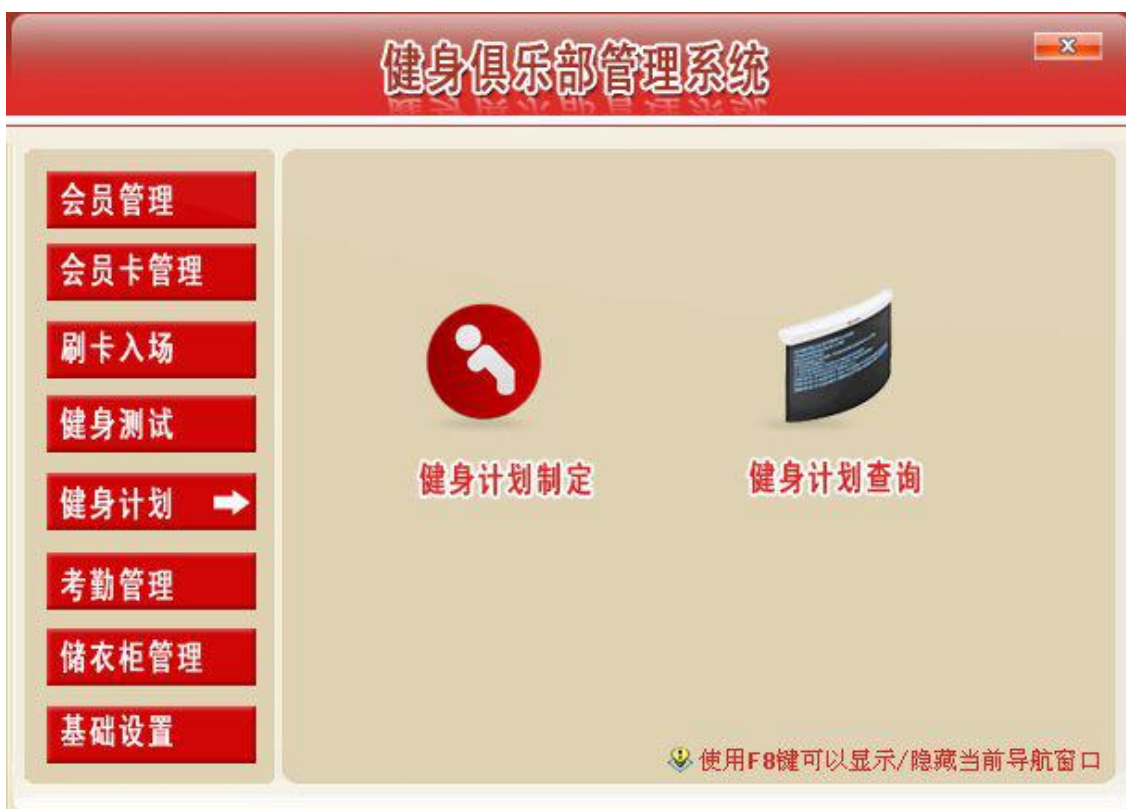 健身俱乐部管理系统
会员管理
会员卡管理
刷卡入场
健身测试
健身计划
考勤管理
储衣柜管理
基础设置
健身计划制定
健身计划查询
使用F8键可以显示/隐藏当前导航窗口